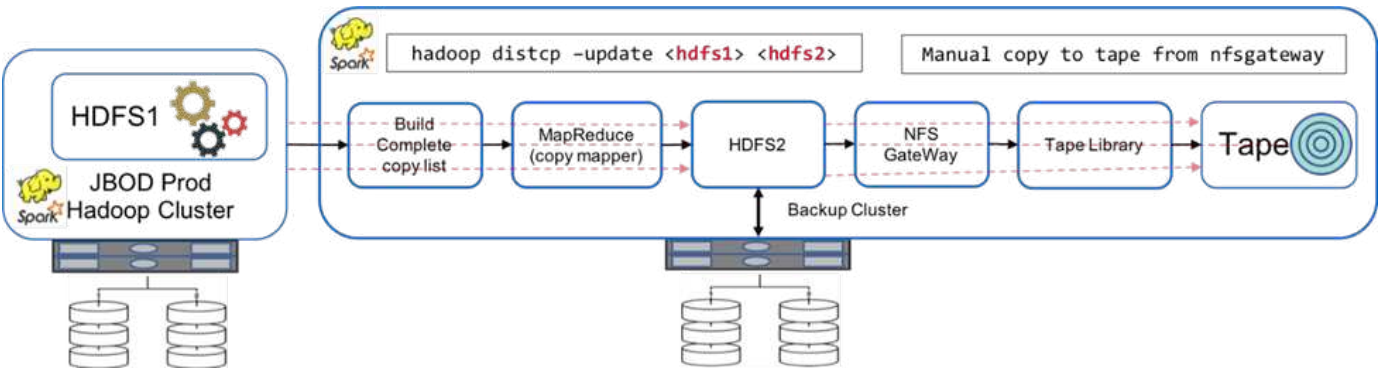 Spark
hadoop distcp –update <hdfs1> <hdfs2>
Manual copy to tape from nfsgateway
HDFS1
Spark
JBOD Prod
Hadoop Cluster
Build
Complete
copy list
MapReduce
(copy mapper)
HDFS2
NFS
GateWay
Tape Library
Tape
Backup Cluster